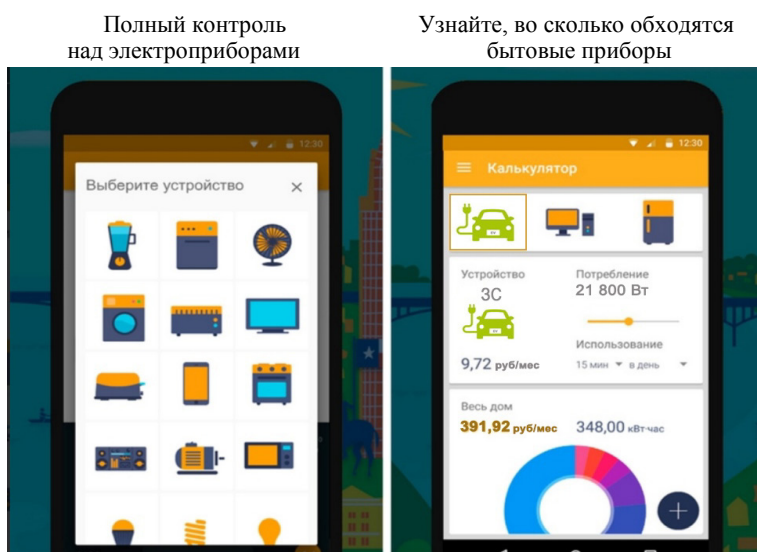 Полный контроль
над электроприборами
Узнайте, во сколько обходятся
бытовые приборы
12:30
Выберите устройство ×
12:30
Калькулятор
Устройство
ЗС
9,72 руб/мес
Потребление
21 800 Вт
Использование
15 мин в день
Весь дом
391,92 руб/мес 348,00 кВт·час